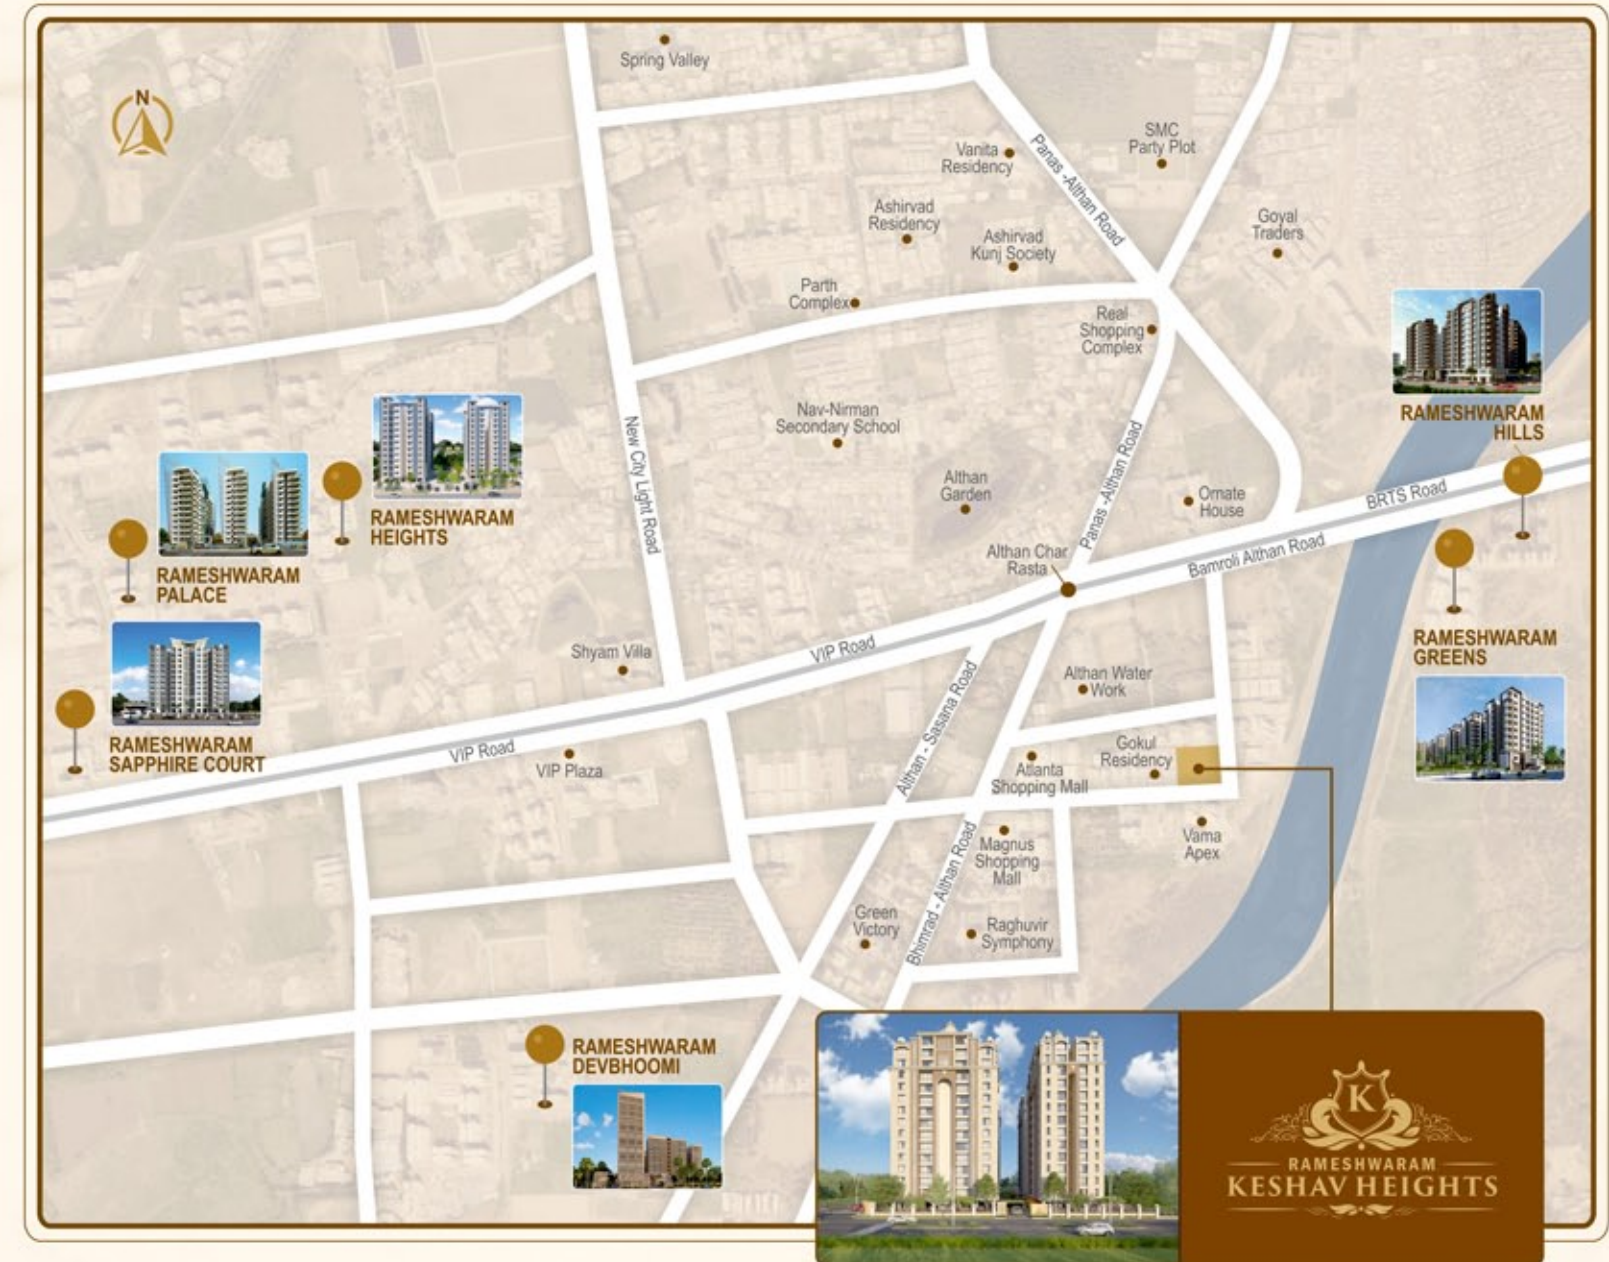 N
Spring Valley
SMC
Party Plot
Vanita
Residency
Panas -Althan Road
Ashirvad
Residency
Ashirvad
Kunj Society
Goyal
Traders
Parth
Complex
Real
Shopping
Complex
RAMESHWARAM
HILLS
New City Light Road
Nav-Nirman
Secondary School
Panas -Althan Road
Althan
Garden
Ornate
House
BRTS Road
Bamroli Althan Road
Althan Char
Rasta
RAMESHWARAM
HEIGHTS
RAMESHWARAM
PALACE
RAMESHWARAM
GREENS
Shyam Villa
VIP Road
Althan Water
Work
Althan - Sasana Road
RAMESHWARAM
SAPPHIRE COURT
VIP Road
VIP Plaza
Gokul
Residency
Atlanta
Shopping Mall
Vama
Apex
Magnus
Shopping
Mall
Bhimrad - Althan Road
Green
Victory
Raghuvir
Symphony
RAMESHWARAM
DEVBHOOMI
K
RAMESHWARAM
KESHAV HEIGHTS